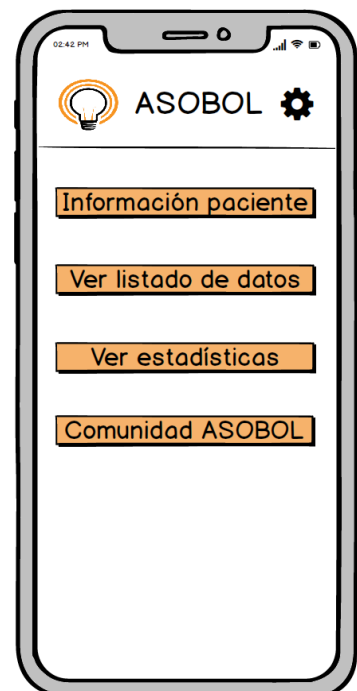 02:42 PM
ASOBOL
Información paciente
Ver listado de datos
Ver estadísticas
Comunidad ASOBOL